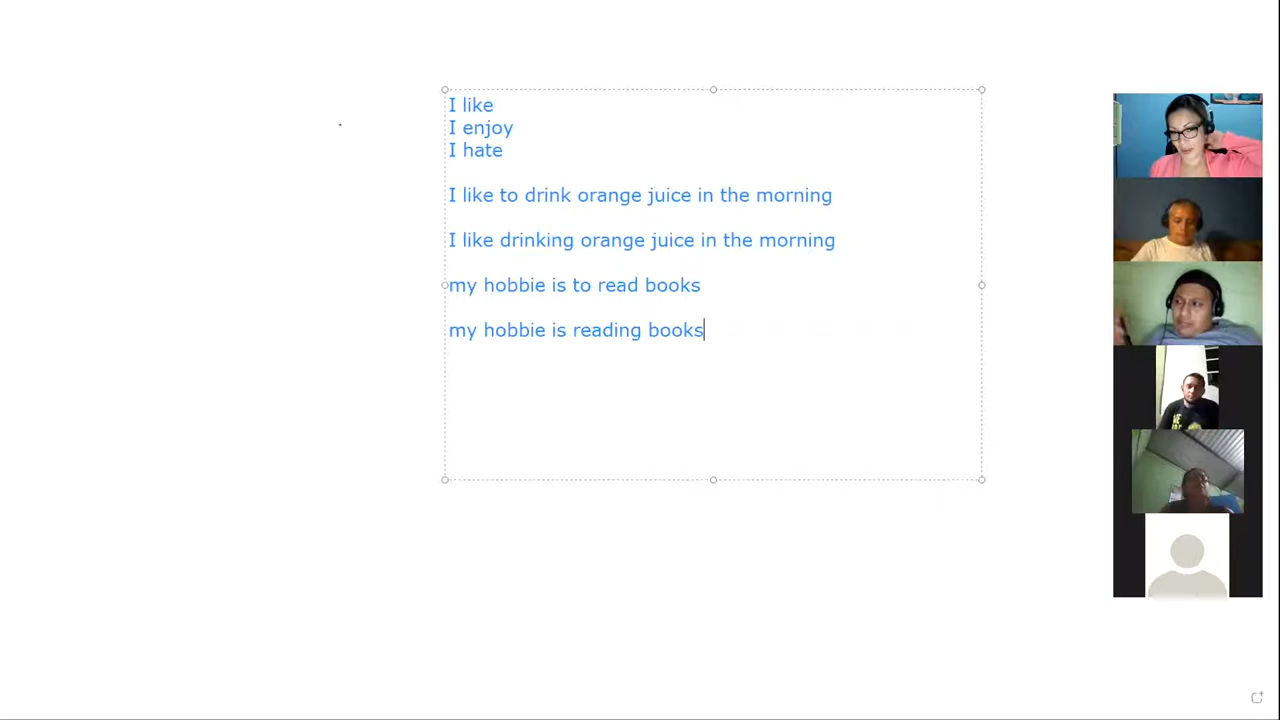 I like
I enjoy
I hate
I like to drink orange juice in the morning
I like drinking orange juice in the morning
my hobbie is to read books
my hobbie is reading books